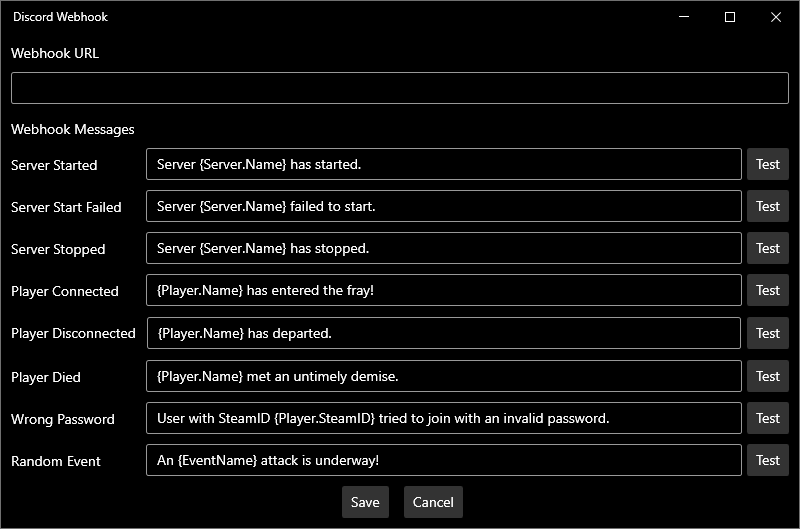 Discord Webhook
Webhook URL
Webhook Messages
Server Started Server {Server.Name} has started. Test
Server Start Failed Server {Server.Name} failed to start. Test
Server Stopped Server {Server.Name} has stopped. Test
Player Connected {Player.Name} has entered the fray! Test
Player Disconnected {Player.Name} has departed. Test
Player Died {Player.Name} met an untimely demise. Test
Wrong Password User with SteamID {Player.SteamID} tried to join with an invalid password. Test
Random Event An {EventName} attack is underway! Test
Save Cancel